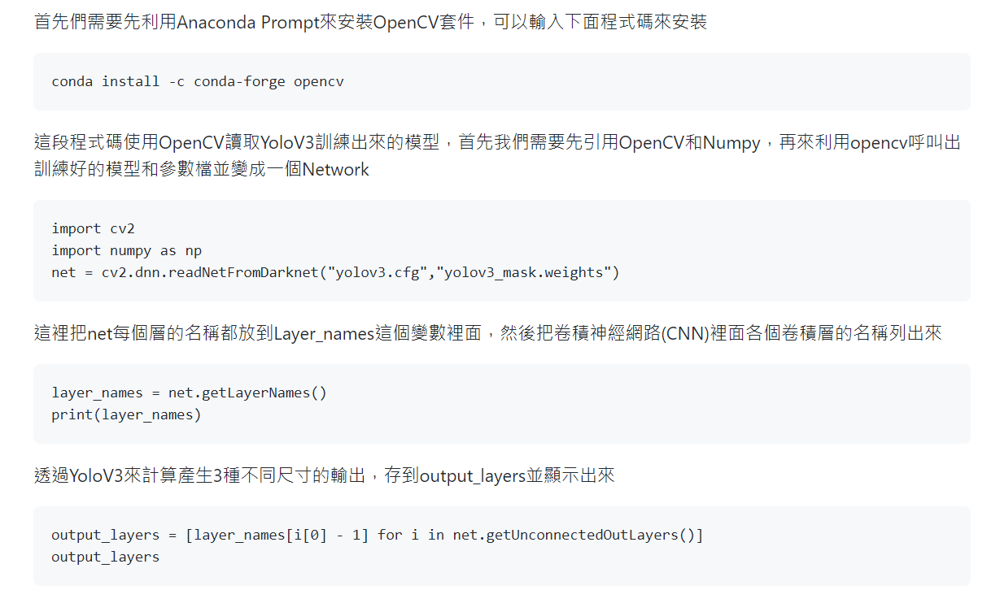 首先們需要先利用Anaconda Prompt來安裝OpenCV套件，可以輸入下面程式碼來安裝
conda install -c conda-forge opencv
這段程式碼使用OpenCV讀取YoloV3訓練出來的模型，首先我們需要先引用OpenCV和Numpy，再來利用opencv呼叫出
訓練好的模型和參數檔並變成一個Network
import cv2
import numpy as np
net = cv2.dnn.readNetFromDarknet("yolov3.cfg","yolov3_mask.weights")
這裡把net每個層的名稱都放到Layer_names這個變數裡面，然後把卷積神經網路(CNN)裡面各個卷積層的名稱列出來
layer_names = net.getLayerNames()
print(layer_names)
透過YoloV3來計算產生3種不同尺寸的輸出，存到output_layers並顯示出來
output_layers = [layer_names[i[0] - 1] for i in net.getUnconnectedOutLayers()]
output_layers